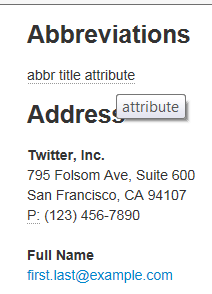 Abbreviations
abbr title attribute
attribute
Address
Twitter, Inc.
795 Folsom Ave, Suite 600
San Francisco, CA 94107
P: (123) 456-7890
Full Name
first.last@example.com